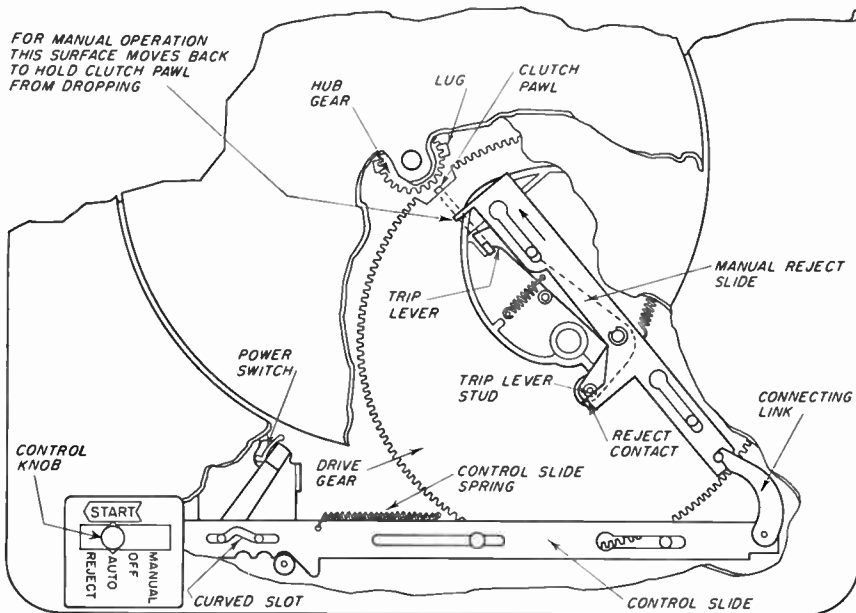 FOR MANUAL OPERATION
THIS SURFACE MOVES BACK
TO HOLD CLUTCH PAWL
FROM DROPPING
HUB
GEAR
LUG
CLUTCH
PAWL
MANUAL REJECT
SLIDE
TRIP
LEVER
POWER
SWITCH
TRIP LEVER
STUD
CONNECTING
LINK
REJECT
CONTACT
CONTROL
KNOB
DRIVE
GEAR
CONTROL SLIDE
SPRING
START
REJECT
AUTO
OFF
MANUAL
CURVED SLOT
CONTROL SLIDE